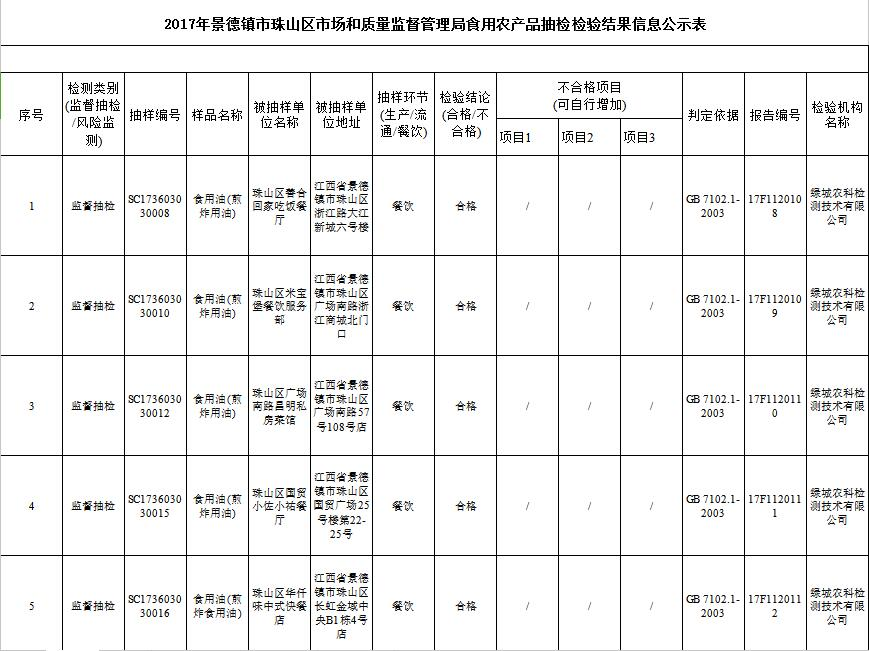 2017年景德镇市珠山区市场和质量监督管理局食用农产品抽检检验结果信息公示表
序号
检测类别
(监督抽检
/风险监
测)
抽样编号
样品名称
被抽样单
位名称
被抽样单
位地址
抽样环节
(生产/流
通/餐饮)
检验结论
(合格/不
合格)
不合格项目
(可自行增加)
项目1
项目2
项目3
判定依据
报告编号
检验机构
名称
1
监督抽检
SC1736030
30008
食用油(煎
炸用油)
珠山区善合
回家吃饭餐
厅
江西省景德
镇市珠山区
浙江路大江
新城六号楼
餐饮
合格
/
/
/
GB 7102.1-
2003
17F112010
8
绿城农科检
测技术有限
公司
2
监督抽检
SC1736030
30010
食用油(煎
炸用油)
珠山区米宝
堡餐饮服务
部
江西省景德
镇市珠山区
广场南路浙
江商城北门
口
餐饮
合格
/
/
/
GB 7102.1-
2003
17F112010
9
绿城农科检
测技术有限
公司
3
监督抽检
SC1736030
30012
食用油(煎
炸用油)
珠山区广场
南路昌明私
房菜馆
江西省景德
镇市珠山区
广场南路57
号108号店
餐饮
合格
/
/
/
GB 7102.1-
2003
17F112011
0
绿城农科检
测技术有限
公司
4
监督抽检
SC1736030
30015
食用油(煎
炸用油)
珠山区国贸
小佐小祐餐
厅
江西省景德
镇市珠山区
国贸广场25
号楼第22-
25号
餐饮
合格
/
/
/
GB 7102.1-
2003
17F112011
1
绿城农科检
测技术有限
公司
5
监督抽检
SC1736030
30016
食用油(煎
炸食用油)
珠山区华仟
味中式快餐
店
江西省景德
镇市珠山区
长虹金域中
央B1栋4号
店
餐饮
合格
/
/
/
GB 7102.1-
2003
17F112011
2
绿城农科检
测技术有限
公司